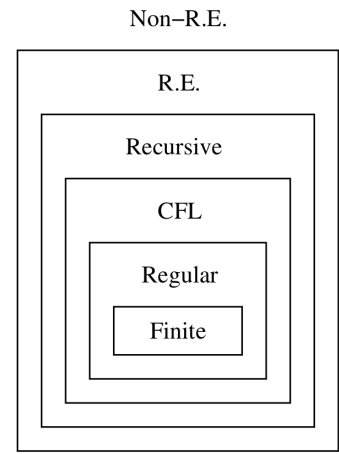 Non−R.E.
R.E.
Recursive
CFL
Regular
Finite